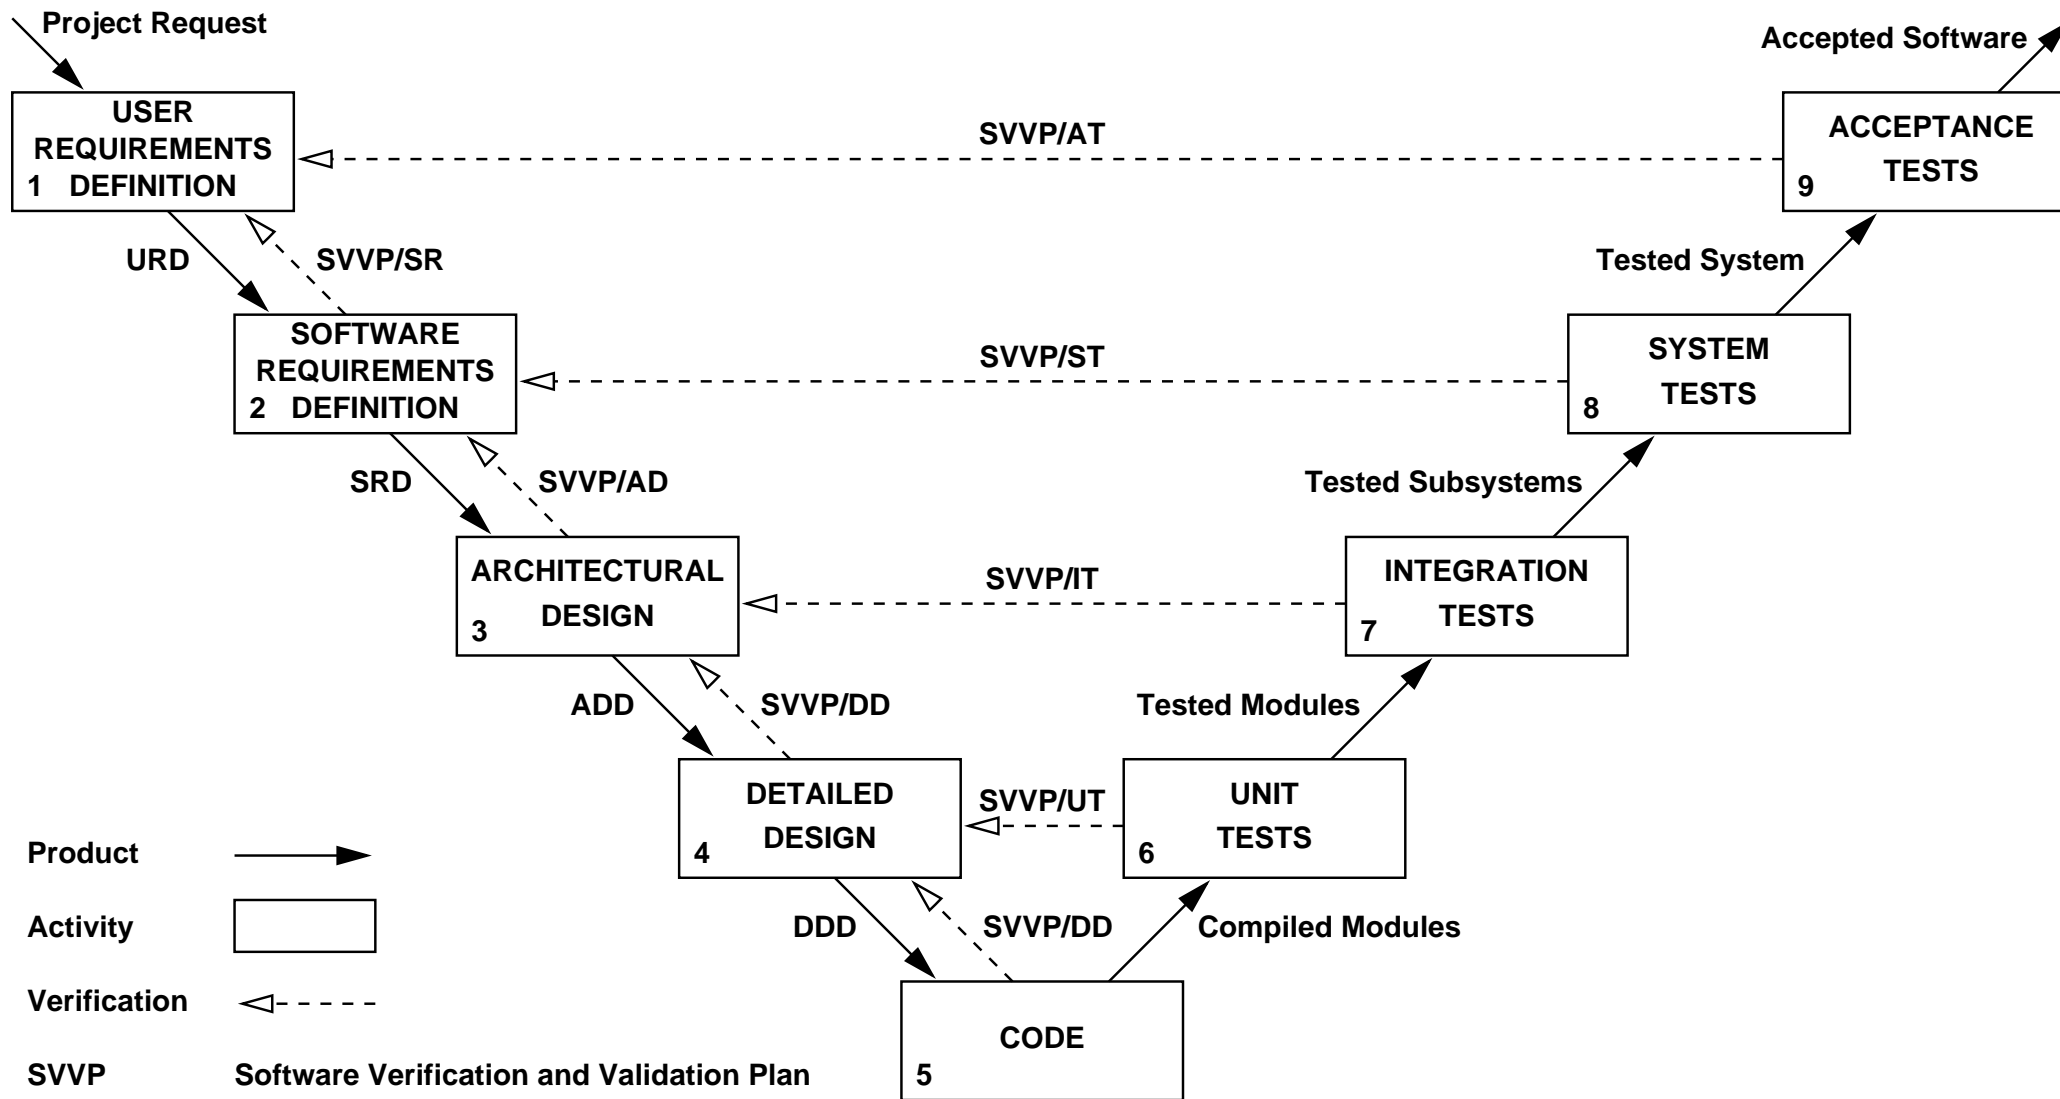 Project Request
Accepted Software
USER
REQUIREMENTS
1 DEFINITION
SVVP/AT
ACCEPTANCE
TESTS
9
URD
SVVP/SR
Tested System
SOFTWARE
REQUIREMENTS
2 DEFINITION
SVVP/ST
SYSTEM
TESTS
8
SRD
SVVP/AD
Tested Subsystems
ARCHITECTURAL
DESIGN
3
SVVP/IT
INTEGRATION
TESTS
7
ADD
SVVP/DD
Tested Modules
DETAILED
DESIGN
4
SVVP/UT
UNIT
TESTS
6
DDD
SVVP/DD
Compiled Modules
CODE
5
Product
Activity
Verification
SVVP Software Verification and Validation Plan